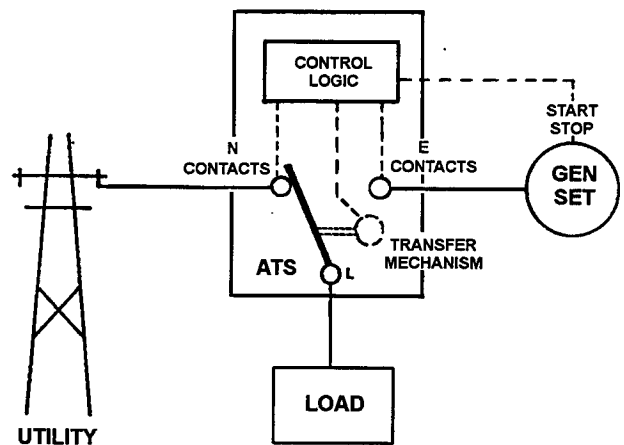 CONTROL
LOGIC
START
STOP
N
CONTACTS
E
CONTACTS
GEN
SET
TRANSFER
MECHANISM
ATS
L
LOAD
UTILITY